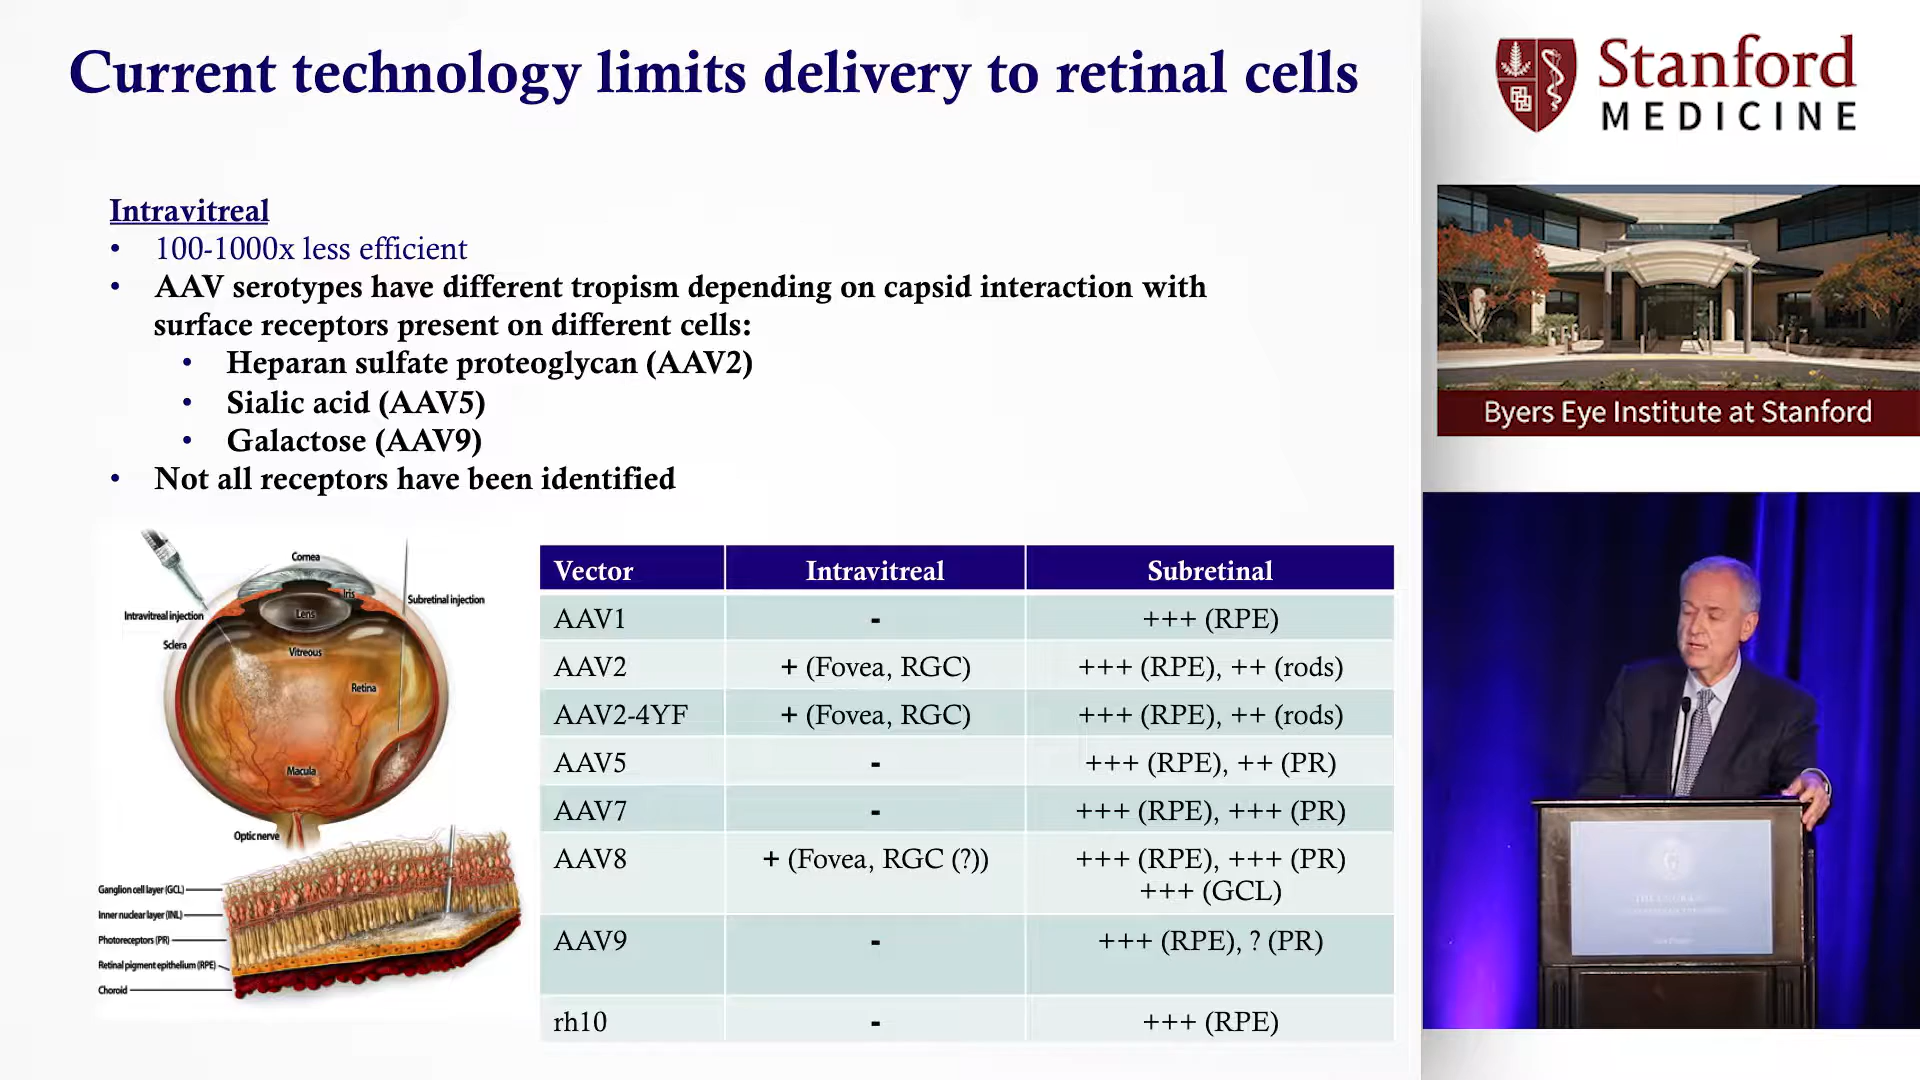 Current technology limits delivery to retinal cells
Intravitreal
• 100-1000x less efficient
• AAV serotypes have different tropism depending on capsid interaction with
surface receptors present on different cells:
• Heparan sulfate proteoglycan (AAV2)
• Sialic acid (AAV5)
• Galactose (AAV9)
• Not all receptors have been identified
Cornea
Iris
Lens
Intravitreal injection
Subretinal injection
Sclera
Vitreous
Retina
Macula
Optic nerve
Ganglion cell layer (GCL)
Inner nuclear layer (INL)
Photoreceptors (PR)
Retinal pigment epithelium (RPE)
Choroid
Vector Intravitreal Subretinal
AAV1 - +++ (RPE)
AAV2 + (Fovea, RGC) +++ (RPE), ++ (rods)
AAV2-4YF + (Fovea, RGC) +++ (RPE), ++ (rods)
AAV5 - +++ (RPE), ++ (PR)
AAV7 - +++ (RPE), +++ (PR)
AAV8 + (Fovea, RGC (?)) +++ (RPE), +++ (PR)
+++ (GCL)
AAV9 - +++ (RPE), ? (PR)
rh10 - +++ (RPE)
Stanford
MEDICINE
Byers Eye Institute at Stanford